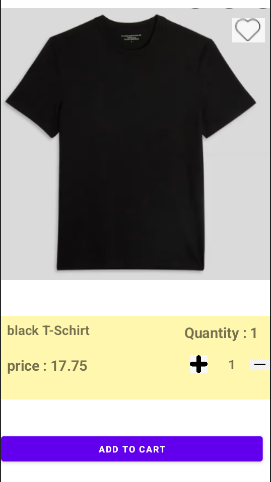 black T-Schirt
Quantity : 1
price : 17.75
1
ADD TO CART